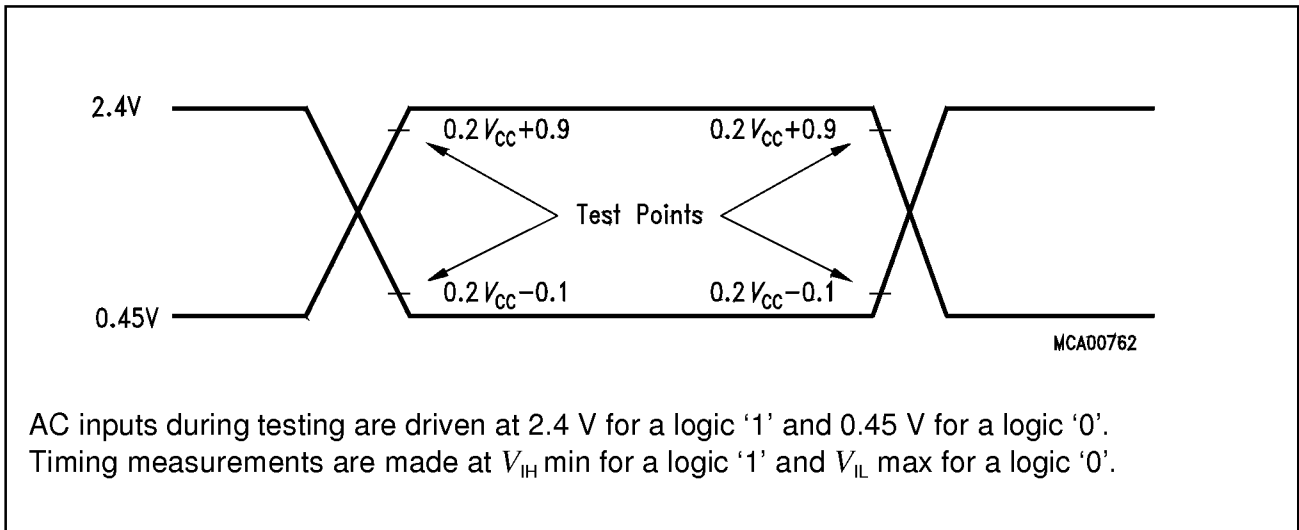 2.4V
0.2 VCC+0.9 0.2 VCC+0.9
Test Points
0.2 VCC−0.1 0.2 VCC−0.1
0.45V
MCA00762
AC inputs during testing are driven at 2.4 V for a logic ‘1’ and 0.45 V for a logic ‘0’.
Timing measurements are made at VIH min for a logic ‘1’ and VIL max for a logic ‘0’.